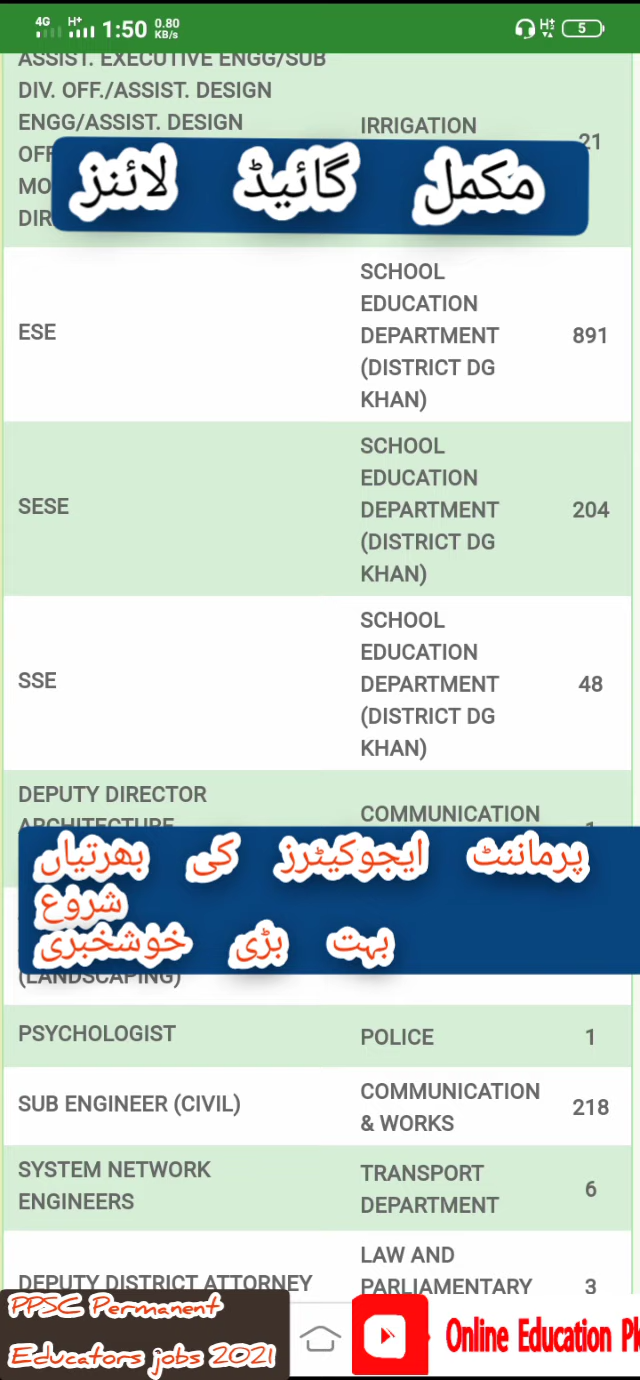 4G H+ 1:50 0.80 KB/s H+ 5
ASSIST. EXECUTIVE ENGG/SUB
DIV. OFF./ASSIST. DESIGN
ENGG/ASSIST. DESIGN
IRRIGATION
21
مکمل گائیڈ لائنز
ESE
SCHOOL
EDUCATION
DEPARTMENT
(DISTRICT DG
KHAN)
891
SESE
SCHOOL
EDUCATION
DEPARTMENT
(DISTRICT DG
KHAN)
204
SSE
SCHOOL
EDUCATION
DEPARTMENT
(DISTRICT DG
KHAN)
48
DEPUTY DIRECTOR
ARCHITECTURE
COMMUNICATION
پرماننٹ ایجوکیٹرز کی بھرتیاں
شروع
بہت بڑی خوشخبری
(LANDSCAPING)
PSYCHOLOGIST
POLICE
1
SUB ENGINEER (CIVIL)
COMMUNICATION
& WORKS
218
SYSTEM NETWORK
ENGINEERS
TRANSPORT
DEPARTMENT
6
DEPUTY DISTRICT ATTORNEY
LAW AND
PARLIAMENTARY
3
PPSC Permanent
Educators jobs 2021
Online Education Pl